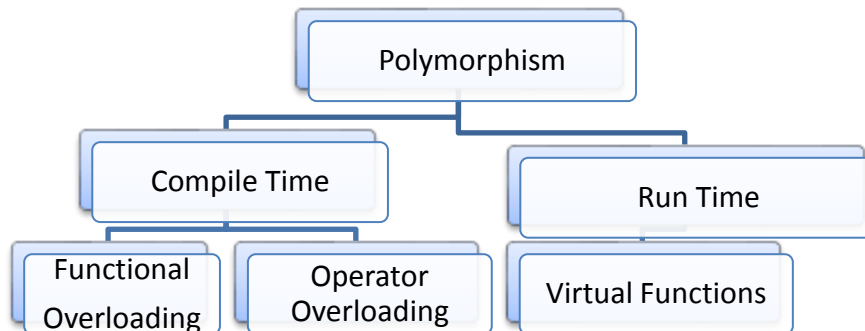 Polymorphism
Compile Time
Run Time
Functional
Overloading
Operator
Overloading
Virtual Functions